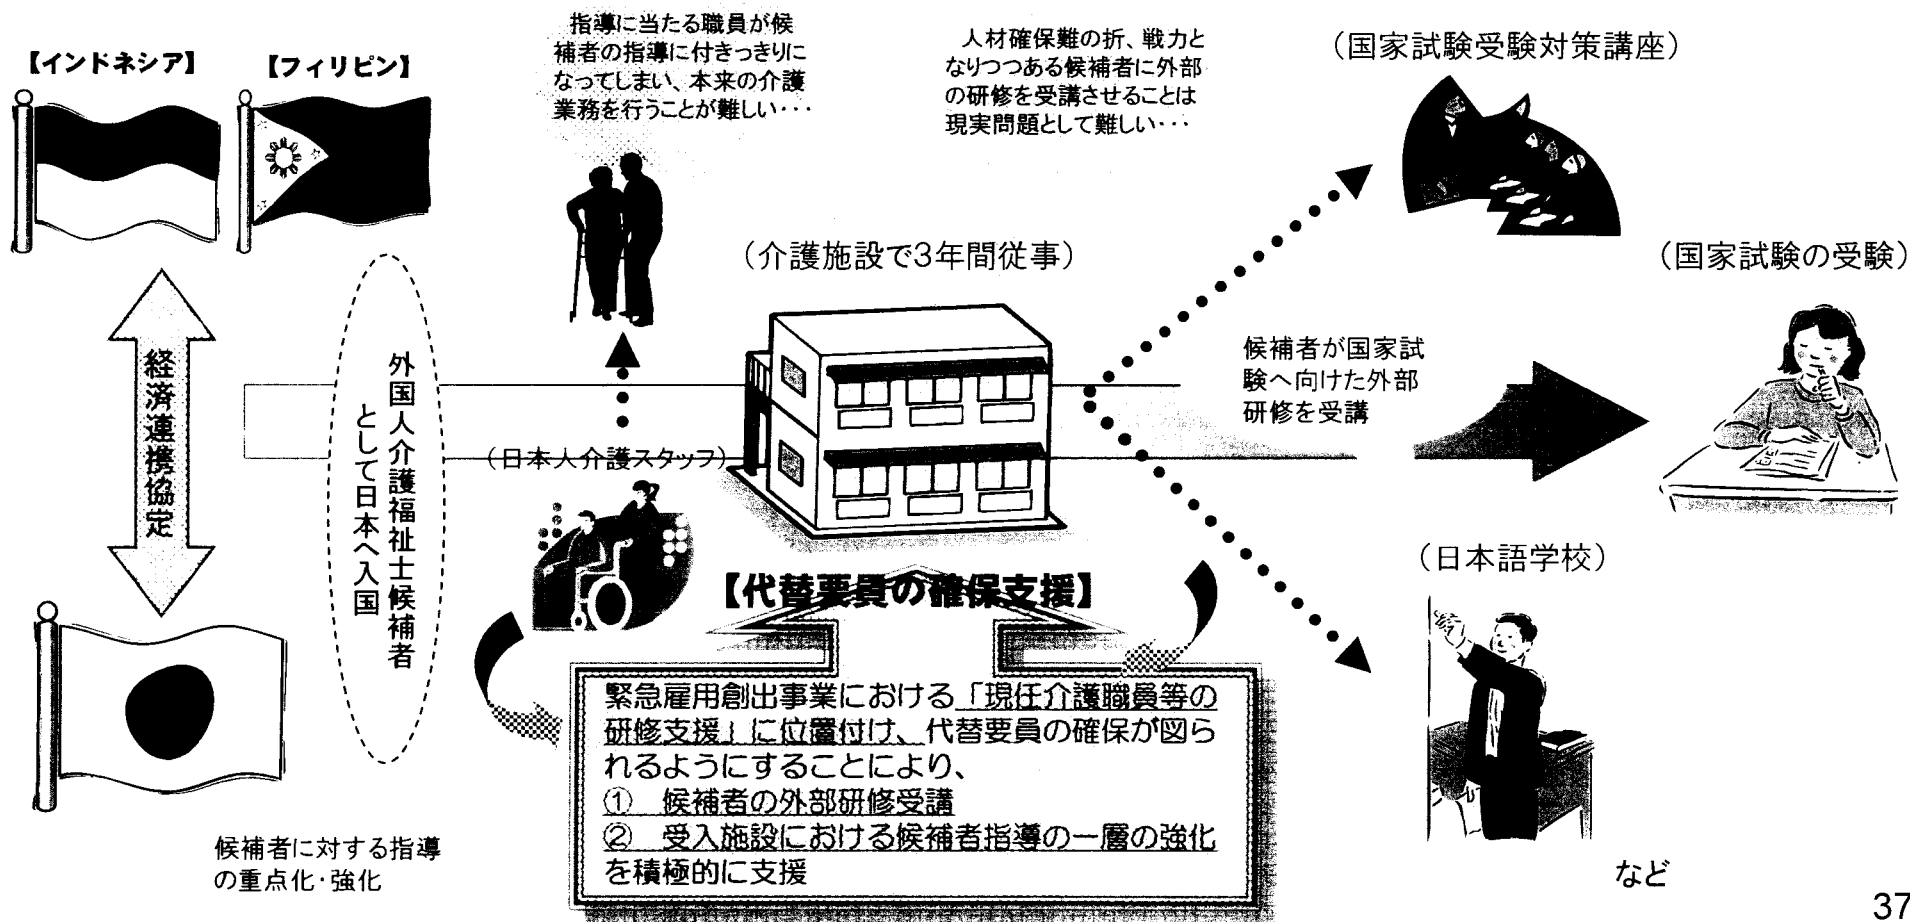 【インドネシア】
【フィリピン】
指導に当たる職員が候
補者の指導に付きっきりに
なってしまい、本来の介護
業務を行うことが難しい・・・
人材確保難の折、戦力と
なりつつある候補者に外部
の研修を受講させることは
現実問題として難しい・・・
（国家試験受験対策講座）
（介護施設で3年間従事）
（国家試験の受験）
経済連携協定
外国人介護福祉士候補者
として日本へ入国
候補者が国家試
験へ向けた外部
研修を受講
（日本人介護スタッフ）
（日本語学校）
【代替要員の確保支援】
緊急雇用創出事業における「現任介護職員等の
研修支援」に位置付け、代替要員の確保が図ら
れるようにすることにより、
①　候補者の外部研修受講
②　受入施設における候補者指導の一層の強化
を積極的に支援
候補者に対する指導
の重点化・強化
など
37